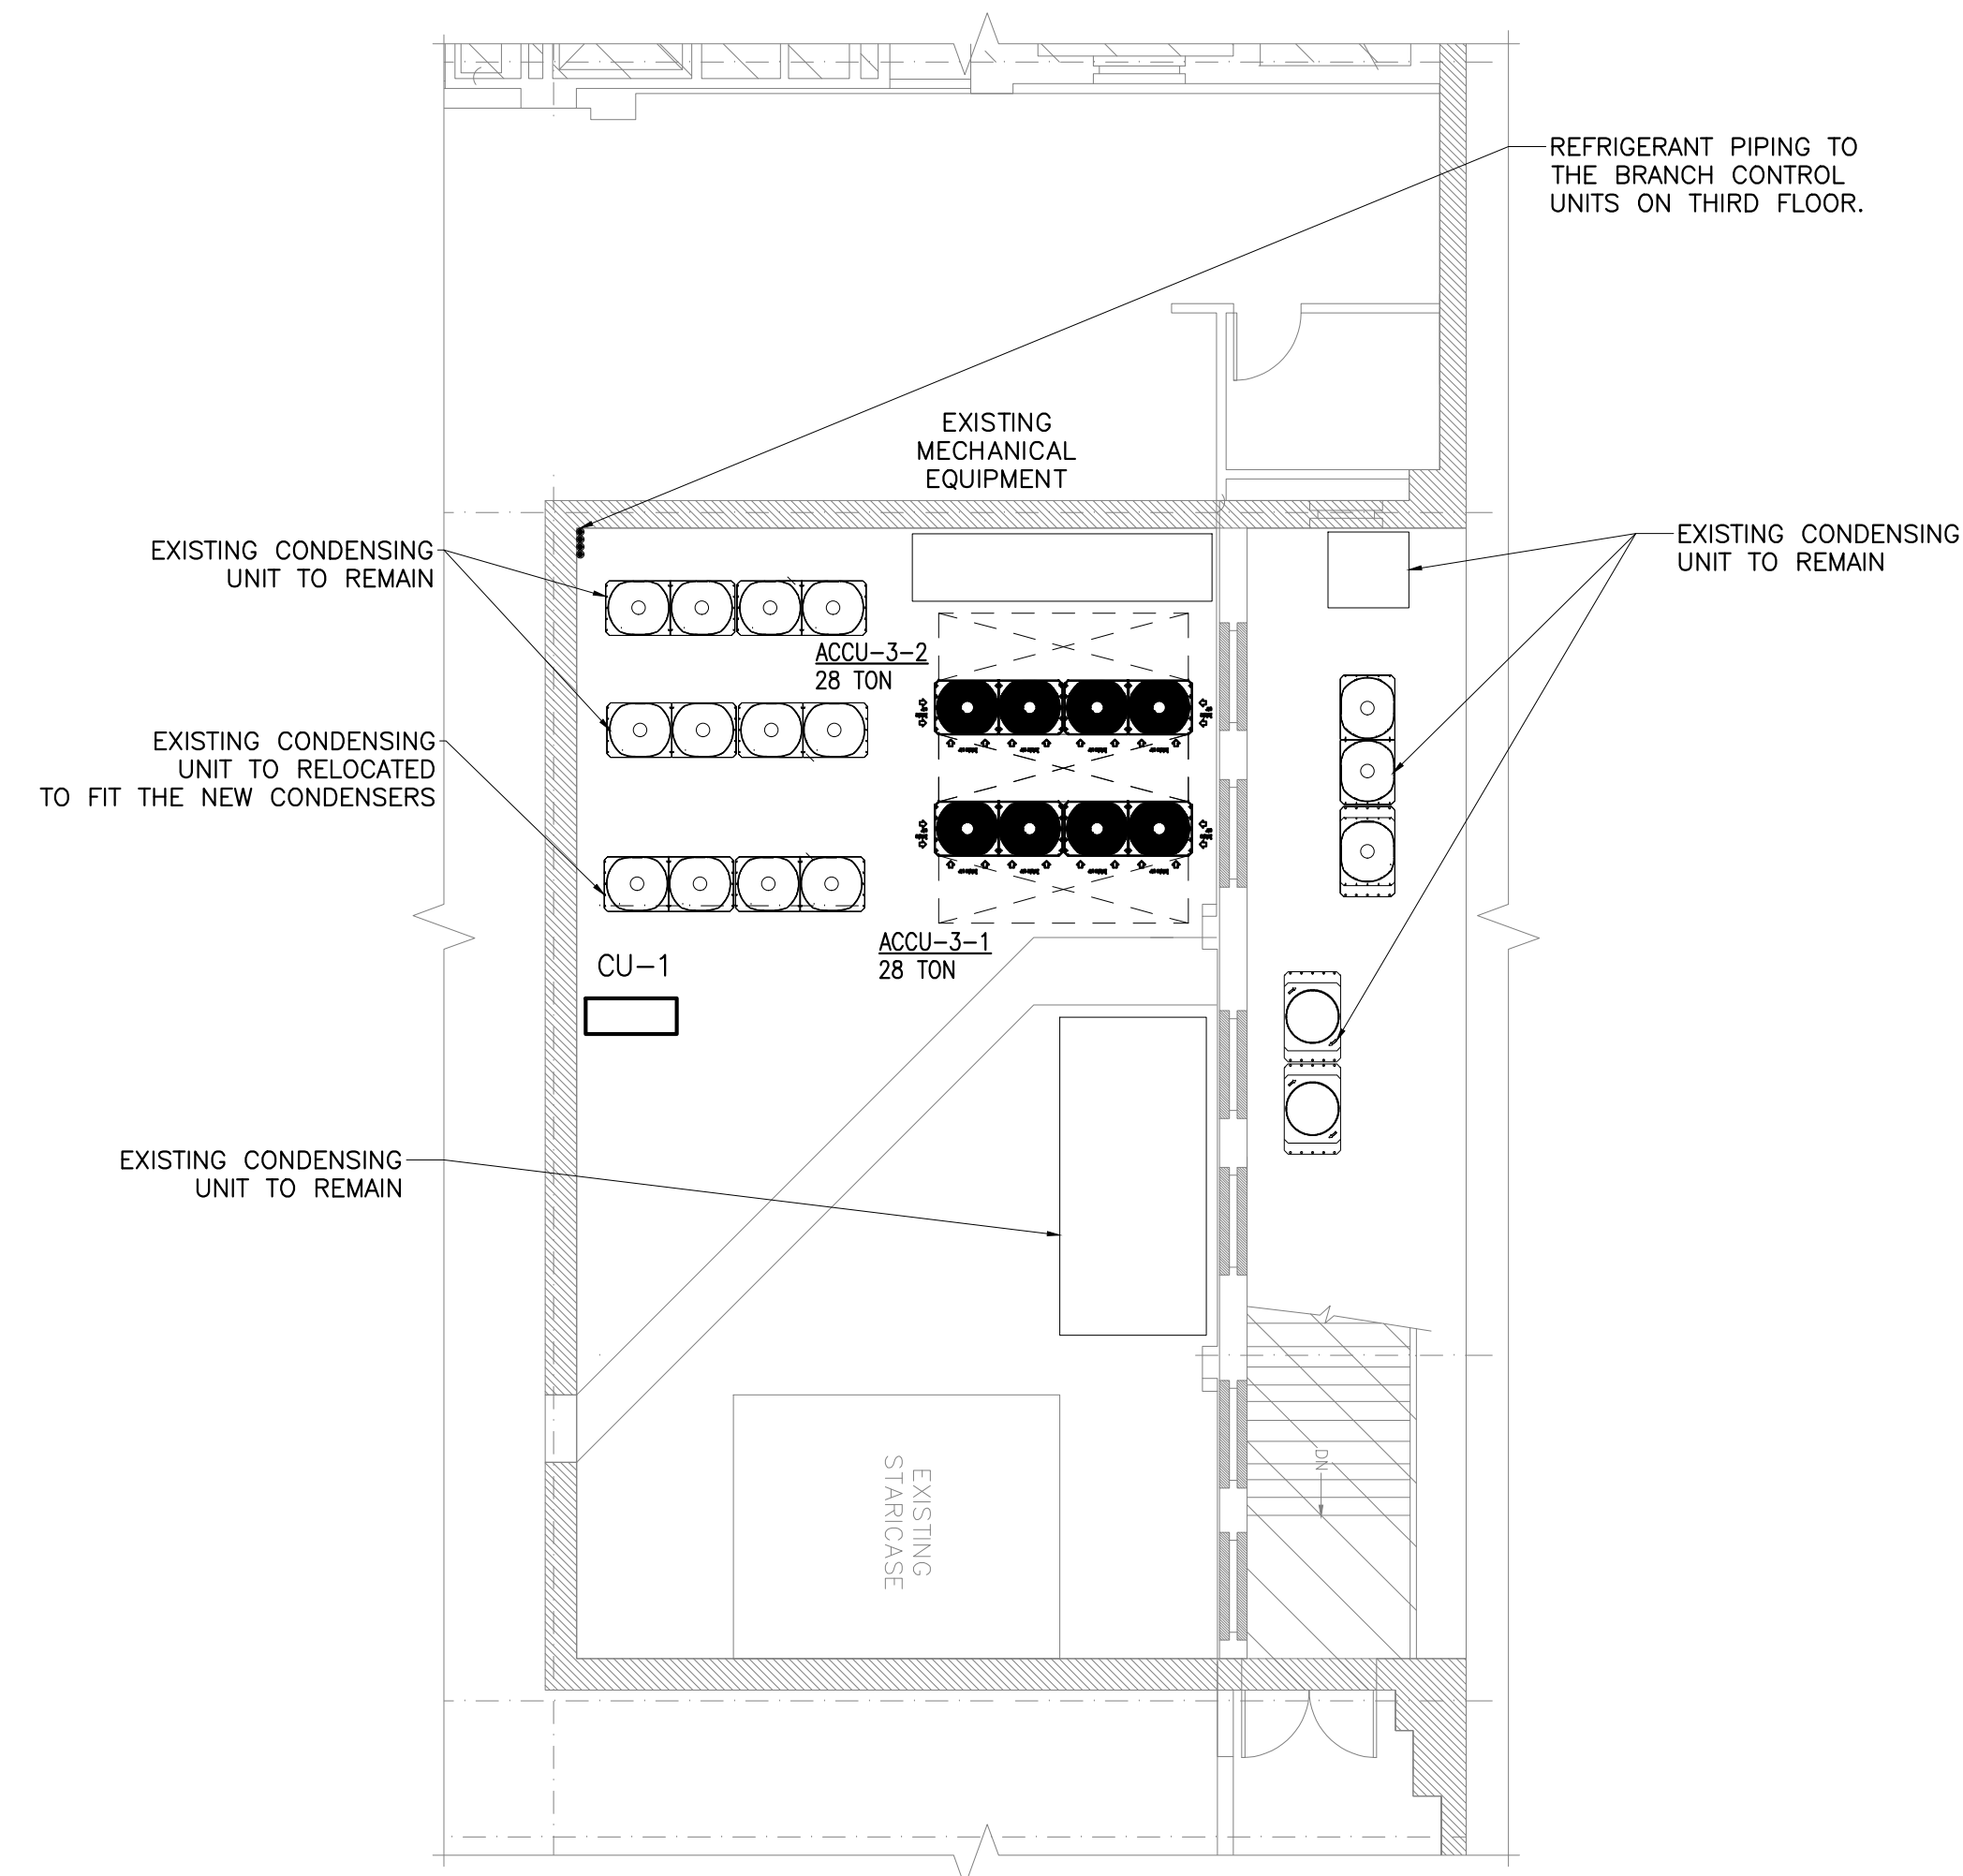 REFRIGERANT PIPING TO
THE BRANCH CONTROL
UNITS ON THIRD FLOOR.
EXISTING
MECHANICAL
EQUIPMENT
EXISTING CONDENSING
UNIT TO REMAIN
EXISTING CONDENSING
UNIT TO REMAIN
ACCU-3-2
28 TON
EXISTING CONDENSING
UNIT TO RELOCATED
TO FIT THE NEW CONDENSERS
ACCU-3-1
28 TON
CU-1
EXISTING CONDENSING
UNIT TO REMAIN
DN
EXISTING
STARICASE